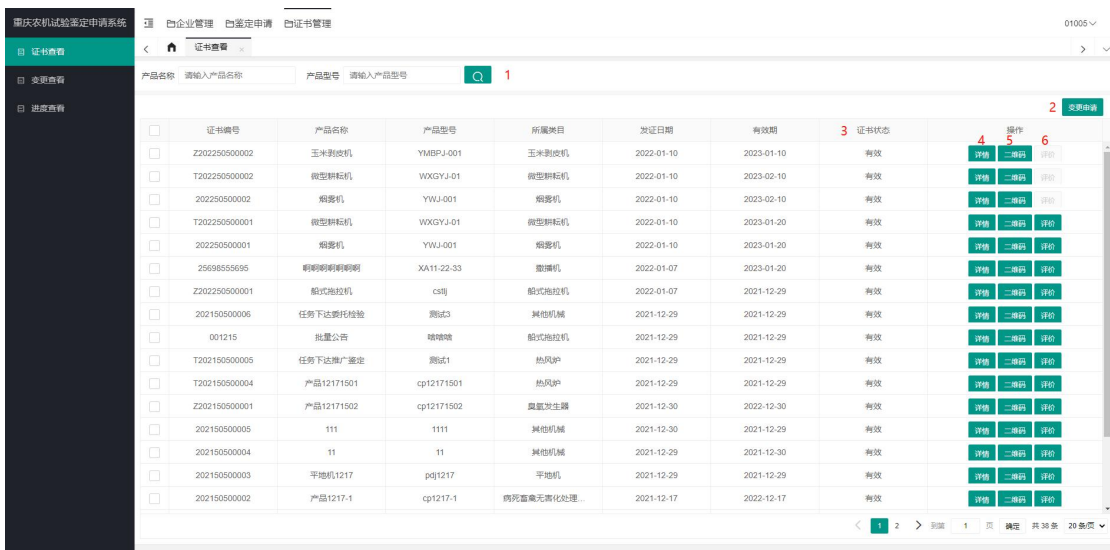 重庆农机试验鉴定申请系统 企业管理 鉴定申请 证书管理 01005
证书查看 证书查看
产品名称 请输入产品名称 产品型号 请输入产品型号 1
变更查看
进度查看
2 变更申请
证书编号 产品名称 产品型号 所属类目 发证日期 有效期 3 证书状态 操作
4 5 6
Z202250500002 玉米剥皮机 YMBPJ-001 玉米剥皮机 2022-01-10 2023-01-10 有效 详情 二维码 评价
T202250500002 微型耕耘机 WXGYJ-01 微型耕耘机 2022-01-10 2023-02-10 有效 详情 二维码 评价
202250500002 烟雾机 YWJ-001 烟雾机 2022-01-10 2023-02-10 有效 详情 二维码 评价
T202250500001 微型耕耘机 WXGYJ-01 微型耕耘机 2022-01-10 2023-01-20 有效 详情 二维码 评价
202250500001 烟雾机 YWJ-001 烟雾机 2022-01-10 2023-01-20 有效 详情 二维码 评价
25698555695 啊啊啊啊啊啊啊 XA11-22-33 撒播机 2022-01-07 2023-01-20 有效 详情 二维码 评价
Z202250500001 船式拖拉机 cstlj 船式拖拉机 2022-01-07 2021-12-29 有效 详情 二维码 评价
202150500006 任务下达委托检验 测试3 其他机械 2021-12-29 2021-12-29 有效 详情 二维码 评价
001215 批量公告 啥啥啥 船式拖拉机 2021-12-29 2021-12-29 有效 详情 二维码 评价
T202150500005 任务下达推广鉴定 测试1 热风炉 2021-12-29 2021-12-29 有效 详情 二维码 评价
T202150500004 产品12171501 cp12171501 热风炉 2021-12-29 2021-12-29 有效 详情 二维码 评价
Z202150500001 产品12171502 cp12171502 臭氧发生器 2021-12-30 2022-12-30 有效 详情 二维码 评价
202150500005 111 1111 其他机械 2021-12-30 2021-12-29 有效 详情 二维码 评价
202150500004 11 11 其他机械 2021-12-29 2021-12-30 有效 详情 二维码 评价
202150500003 平地机1217 pdj1217 平地机 2021-12-29 2021-12-29 有效 详情 二维码 评价
202150500002 产品1217-1 cp1217-1 病死畜禽无害化处理... 2021-12-17 2022-12-17 有效 详情 二维码 评价
1 2 到第 1 页 确定 共 38 条 20 条/页